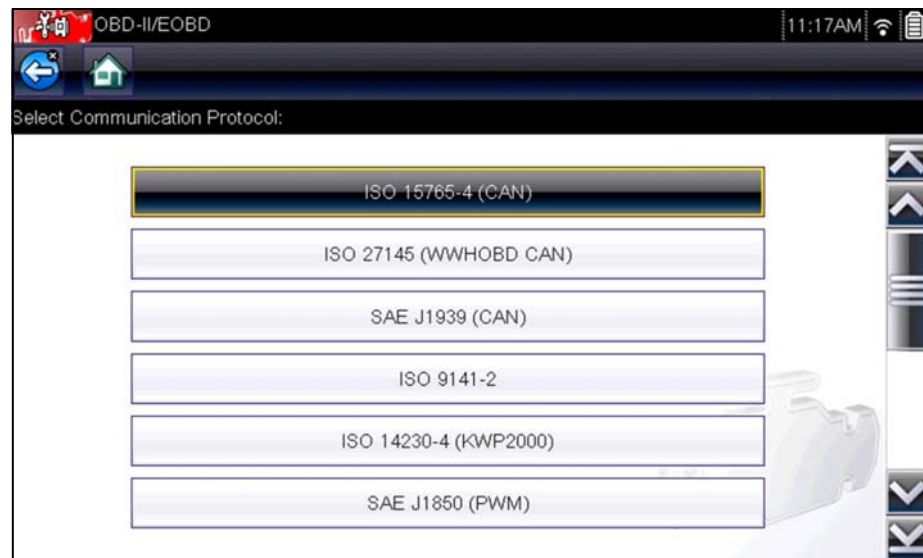 OBD-II/EOBD
11:17AM
Select Communication Protocol:
ISO 15765-4 (CAN)
ISO 27145 (WWHOBD CAN)
SAE J1939 (CAN)
ISO 9141-2
ISO 14230-4 (KWP2000)
SAE J1850 (PWM)